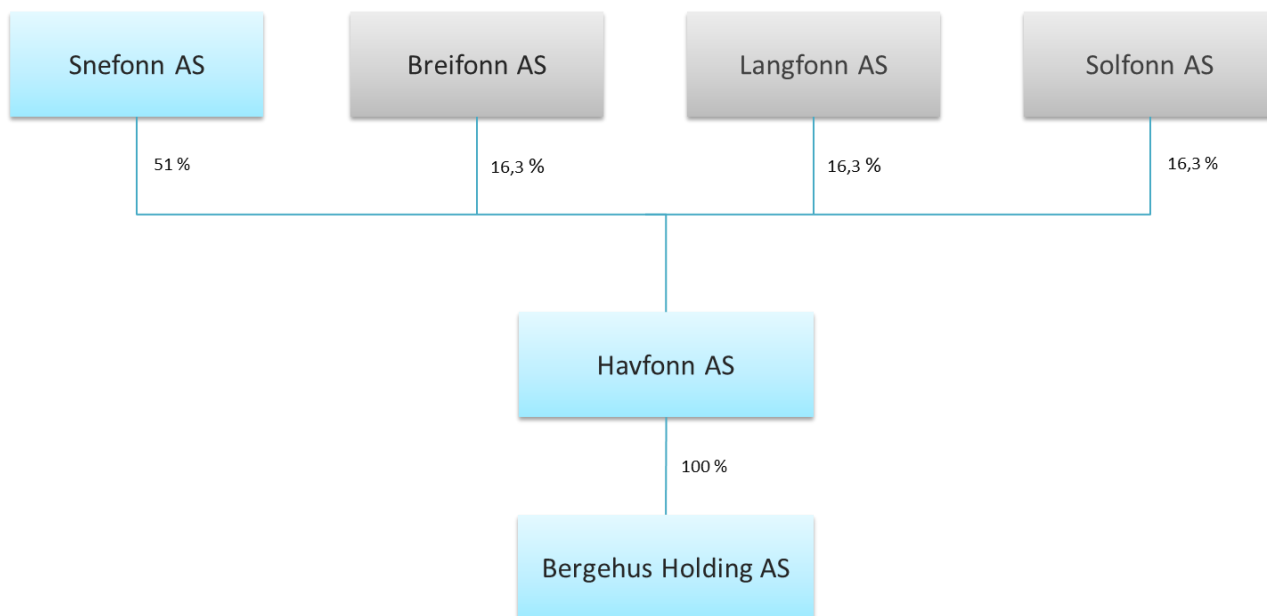 Snefonn AS
Breifonn AS
Langfonn AS
Solfonn AS
51 %
16,3 %
16,3 %
16,3 %
Havfonn AS
100 %
Bergehus Holding AS